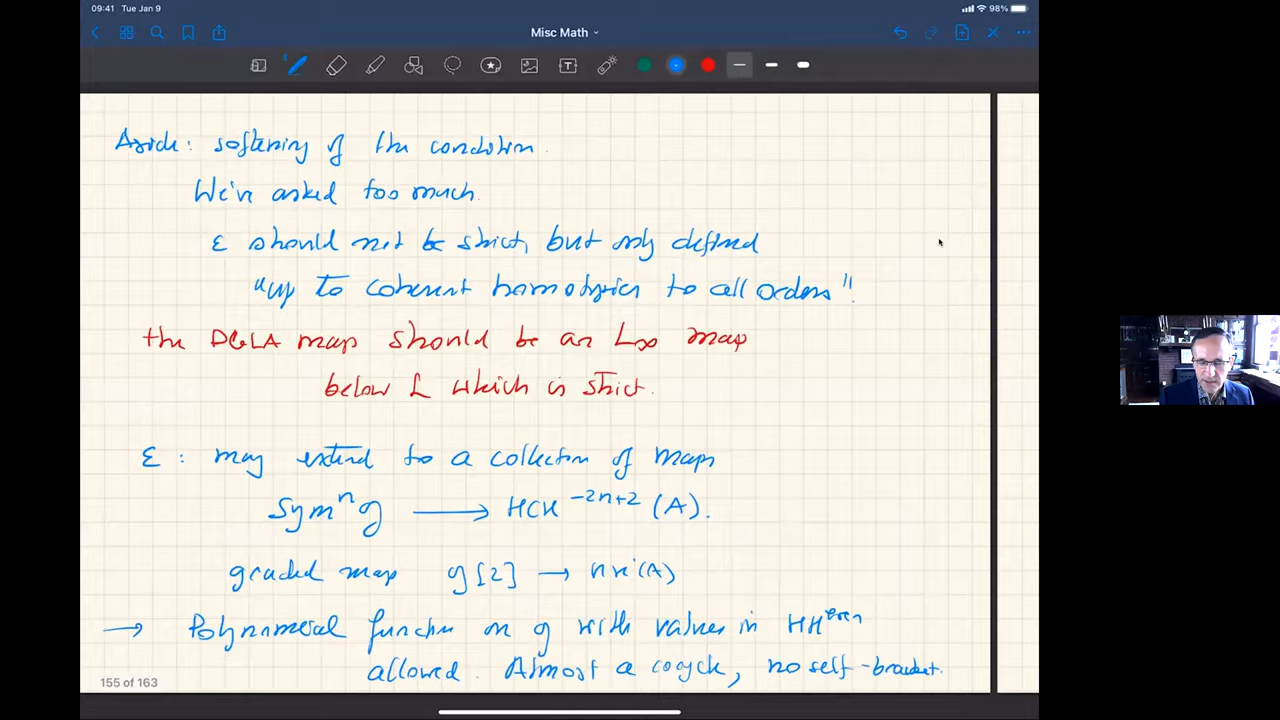 09:41 Tue Jan 9
98%
Misc Math
Aside: softening of the condition.
We've asked too much.
ε should not be strict, but only defined
"up to coherent homotopies to all orders".
the DGLA map should be an L∞ map
below L which is strict.
ε : may extend to a collection of maps
Symⁿ g ⟶ HCH⁻²ⁿ⁺² (A).
graded map g[2] → (A)
→ Polynomial function on g with values in HH^even
allowed. Almost a cocycle, no self-bracket.
155 of 163